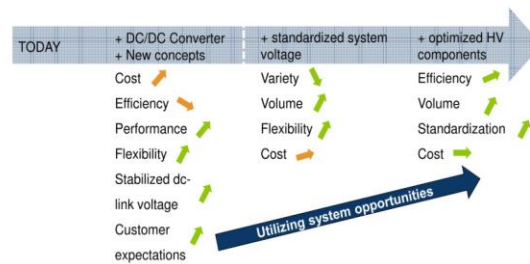 TODAY
+ DC/DC Converter
+ New concepts
+ standardized system
voltage
+ optimized HV
components
Cost
Efficiency
Performance
Flexibility
Stabilized dc-
link voltage
Customer
expectations
Variety
Volume
Flexibility
Cost
Efficiency
Volume
Standardization
Cost
Utilizing system opportunities